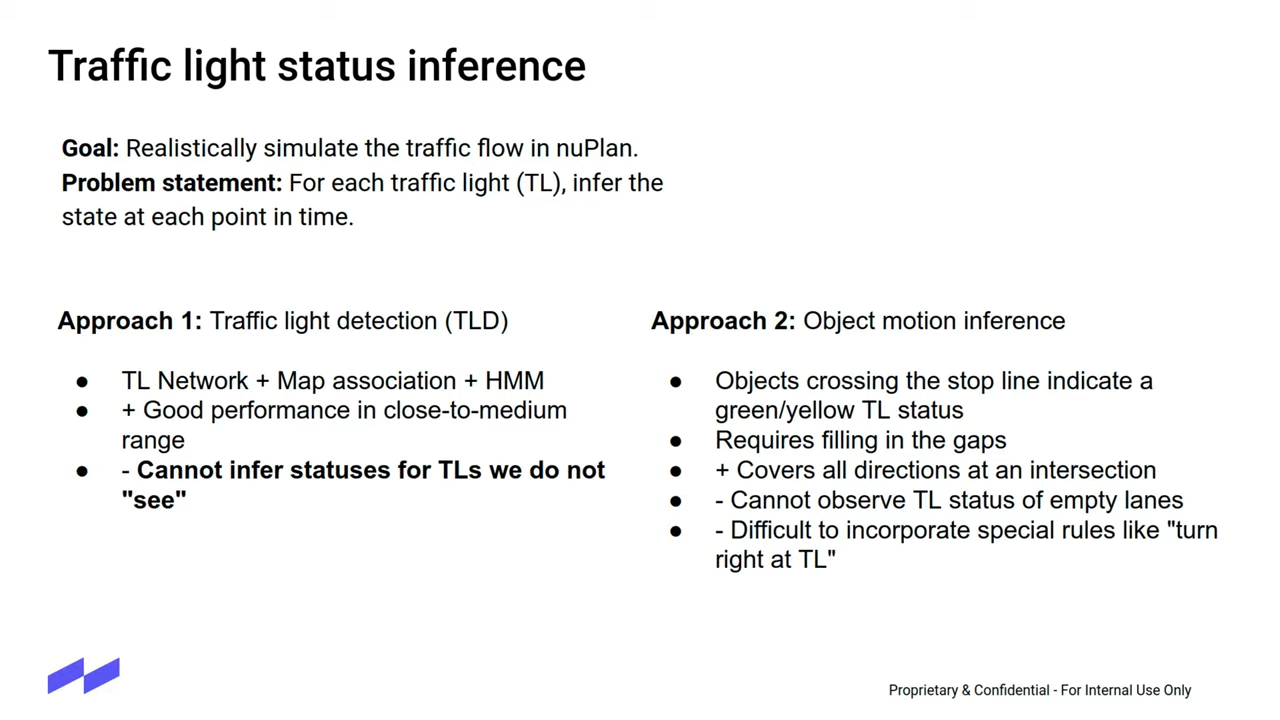 Traffic light status inference
Goal: Realistically simulate the traffic flow in nuPlan.
Problem statement: For each traffic light (TL), infer the
state at each point in time.
Approach 1: Traffic light detection (TLD)
● TL Network + Map association + HMM
● + Good performance in close-to-medium
range
● - Cannot infer statuses for TLs we do not
"see"
Approach 2: Object motion inference
● Objects crossing the stop line indicate a
green/yellow TL status
● Requires filling in the gaps
● + Covers all directions at an intersection
● - Cannot observe TL status of empty lanes
● - Difficult to incorporate special rules like "turn
right at TL"
Proprietary & Confidential - For Internal Use Only